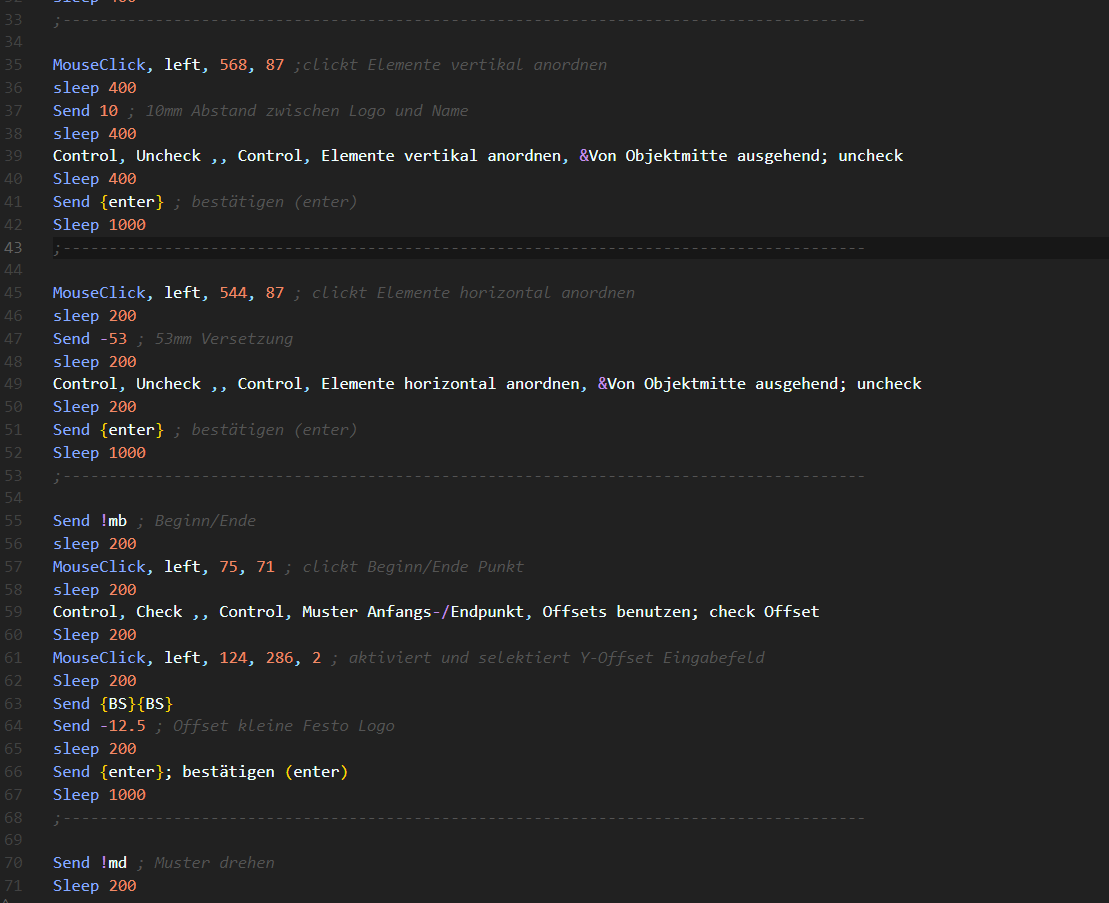 32 sleep 400
33 ;---------------------------------------------------------------------------------------
34
35 MouseClick, left, 568, 87 ;clickt Elemente vertikal anordnen
36 sleep 400
37 Send 10 ; 10mm Abstand zwischen Logo und Name
38 sleep 400
39 Control, Uncheck ,, Control, Elemente vertikal anordnen, &Von Objektmitte ausgehend; uncheck
40 Sleep 400
41 Send {enter} ; bestätigen (enter)
42 Sleep 1000
43 ;---------------------------------------------------------------------------------------
44
45 MouseClick, left, 544, 87 ; clickt Elemente horizontal anordnen
46 sleep 200
47 Send -53 ; 53mm Versetzung
48 sleep 200
49 Control, Uncheck ,, Control, Elemente horizontal anordnen, &Von Objektmitte ausgehend; uncheck
50 Sleep 200
51 Send {enter} ; bestätigen (enter)
52 Sleep 1000
53 ;---------------------------------------------------------------------------------------
54
55 Send !mb ; Beginn/Ende
56 sleep 200
57 MouseClick, left, 75, 71 ; clickt Beginn/Ende Punkt
58 sleep 200
59 Control, Check ,, Control, Muster Anfangs-/Endpunkt, Offsets benutzen; check Offset
60 Sleep 200
61 MouseClick, left, 124, 286, 2 ; aktiviert und selektiert Y-Offset Eingabefeld
62 Sleep 200
63 Send {BS}{BS}
64 Send -12.5 ; Offset kleine Festo Logo
65 sleep 200
66 Send {enter}; bestätigen (enter)
67 Sleep 1000
68 ;---------------------------------------------------------------------------------------
69
70 Send !md ; Muster drehen
71 Sleep 200